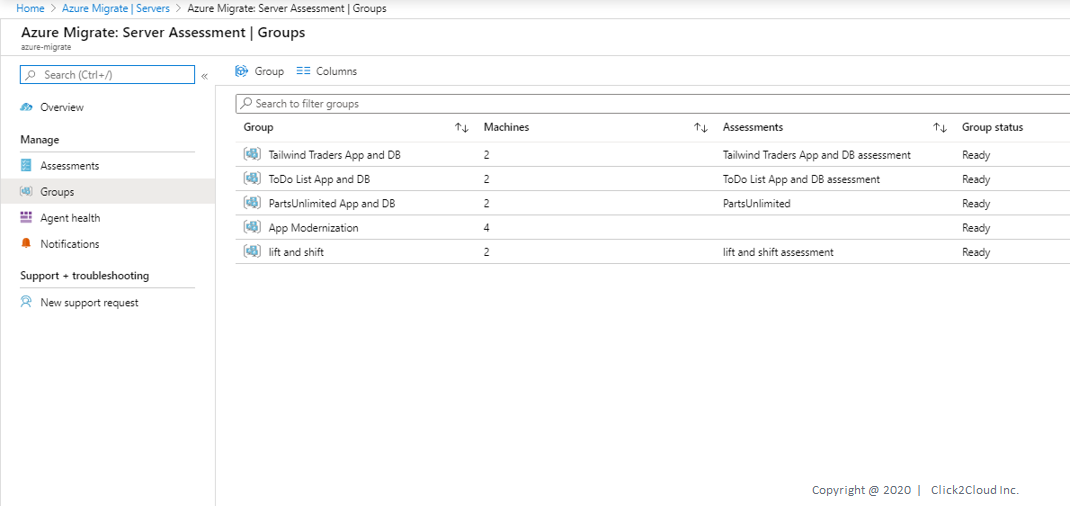 Home > Azure Migrate | Servers > Azure Migrate: Server Assessment | Groups
Azure Migrate: Server Assessment | Groups
azure-migrate
Search (Ctrl+/) «
Overview
Manage
Assessments
Groups
Agent health
Notifications
Support + troubleshooting
New support request
Group Columns
Search to filter groups
Group ↑↓ Machines ↑↓ Assessments ↑↓ Group status
Tailwind Traders App and DB 2 Tailwind Traders App and DB assessment Ready
ToDo List App and DB 2 ToDo List App and DB assessment Ready
PartsUnlimited App and DB 2 PartsUnlimited Ready
App Modernization 4 Ready
lift and shift 2 lift and shift assessment Ready
Copyright @ 2020 | Click2Cloud Inc.